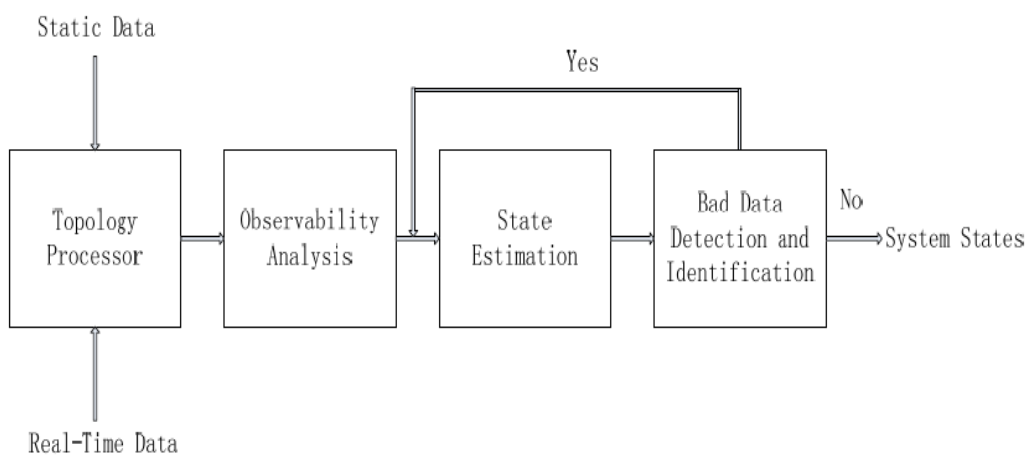 Static Data
Yes
Topology
Processor
Observability
Analysis
State
Estimation
Bad Data
Detection and
Identification
No
System States
Real-Time Data